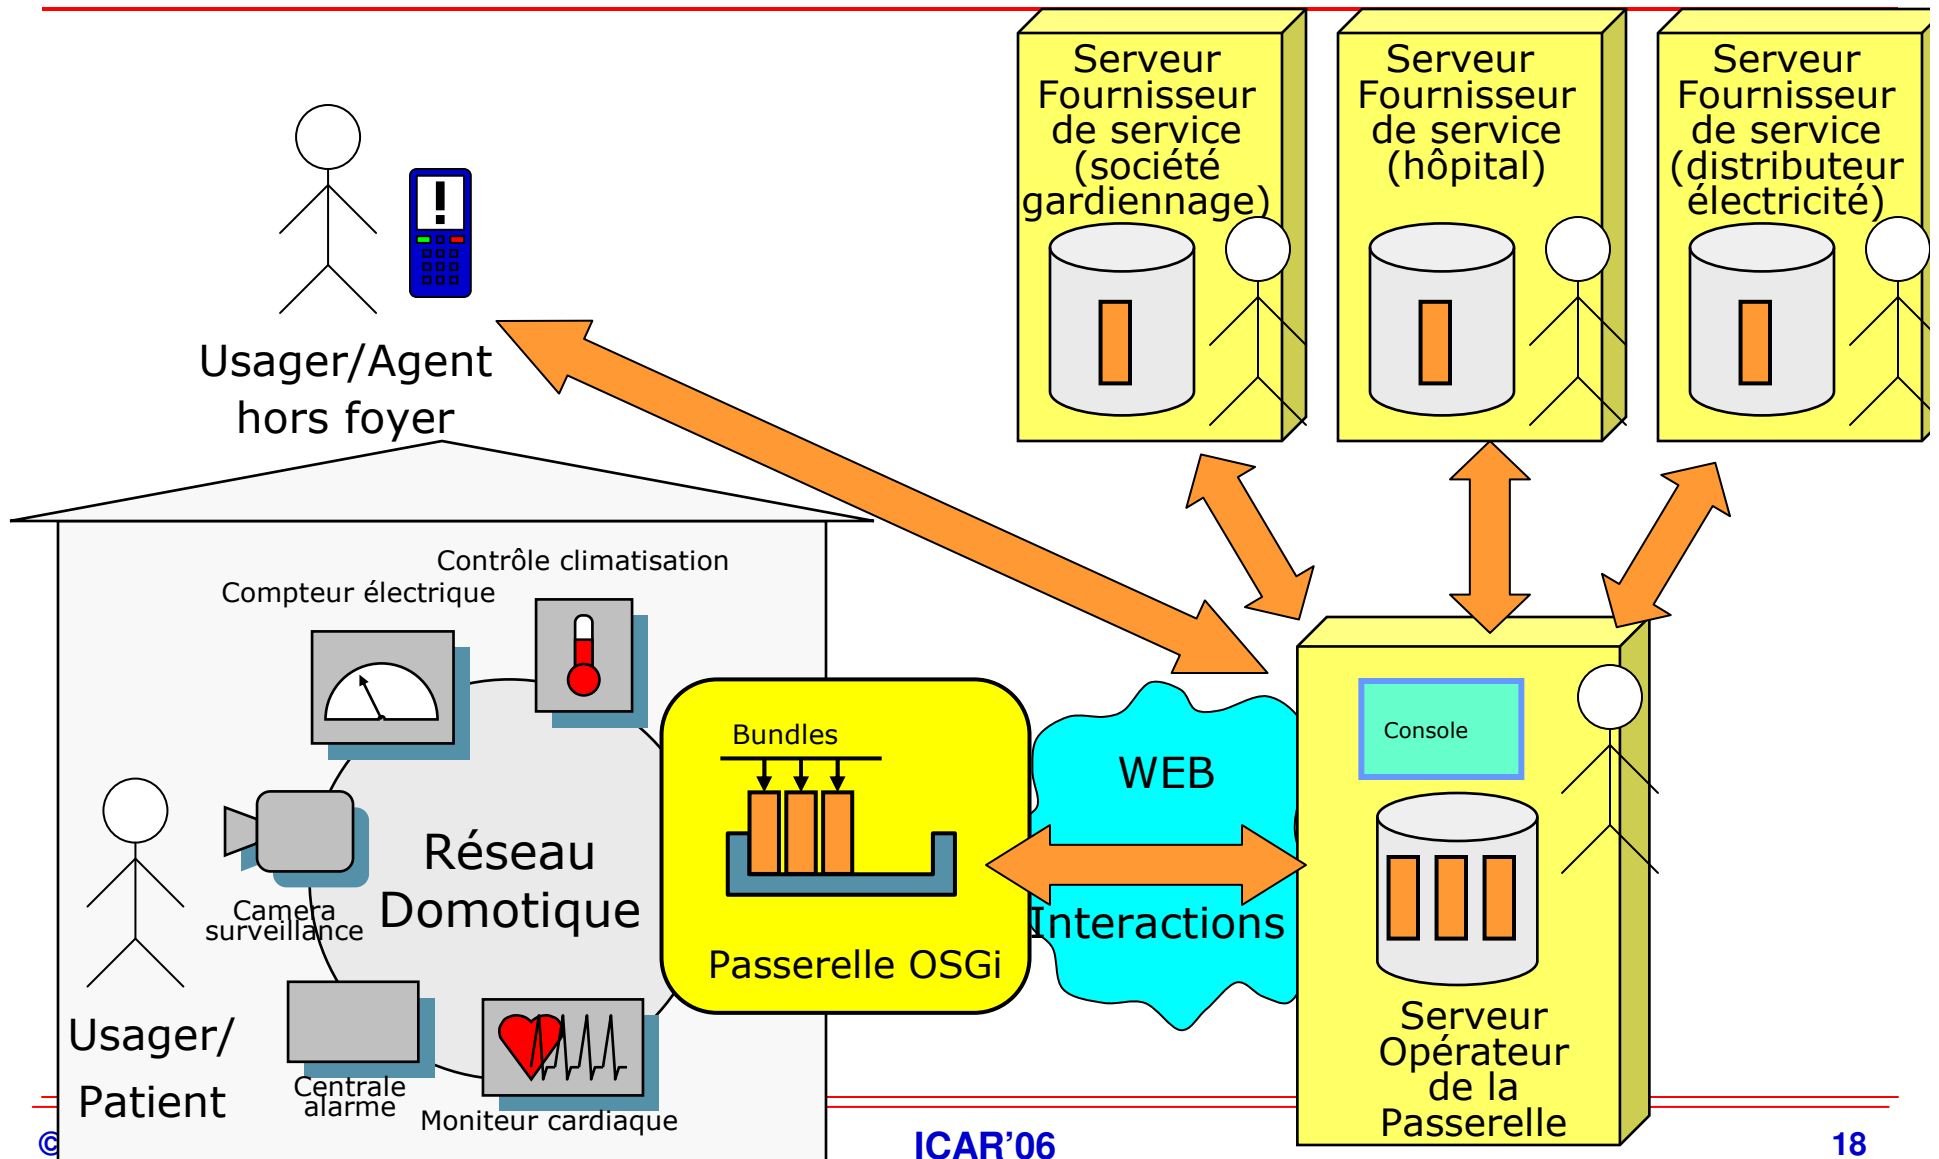 Serveur
Fournisseur
de service
(société
gardiennage)
Serveur
Fournisseur
de service
(hôpital)
Serveur
Fournisseur
de service
(distributeur
électricité)
!
Usager/Agent
hors foyer
Contrôle climatisation
Compteur électrique
Bundles
WEB
Console
Réseau
Domotique
Camera
surveillance
Interactions
Passerelle OSGi
Usager/
Patient
Centrale
alarme
Moniteur cardiaque
Serveur
Opérateur
de la
Passerelle
©
ICAR'06
18